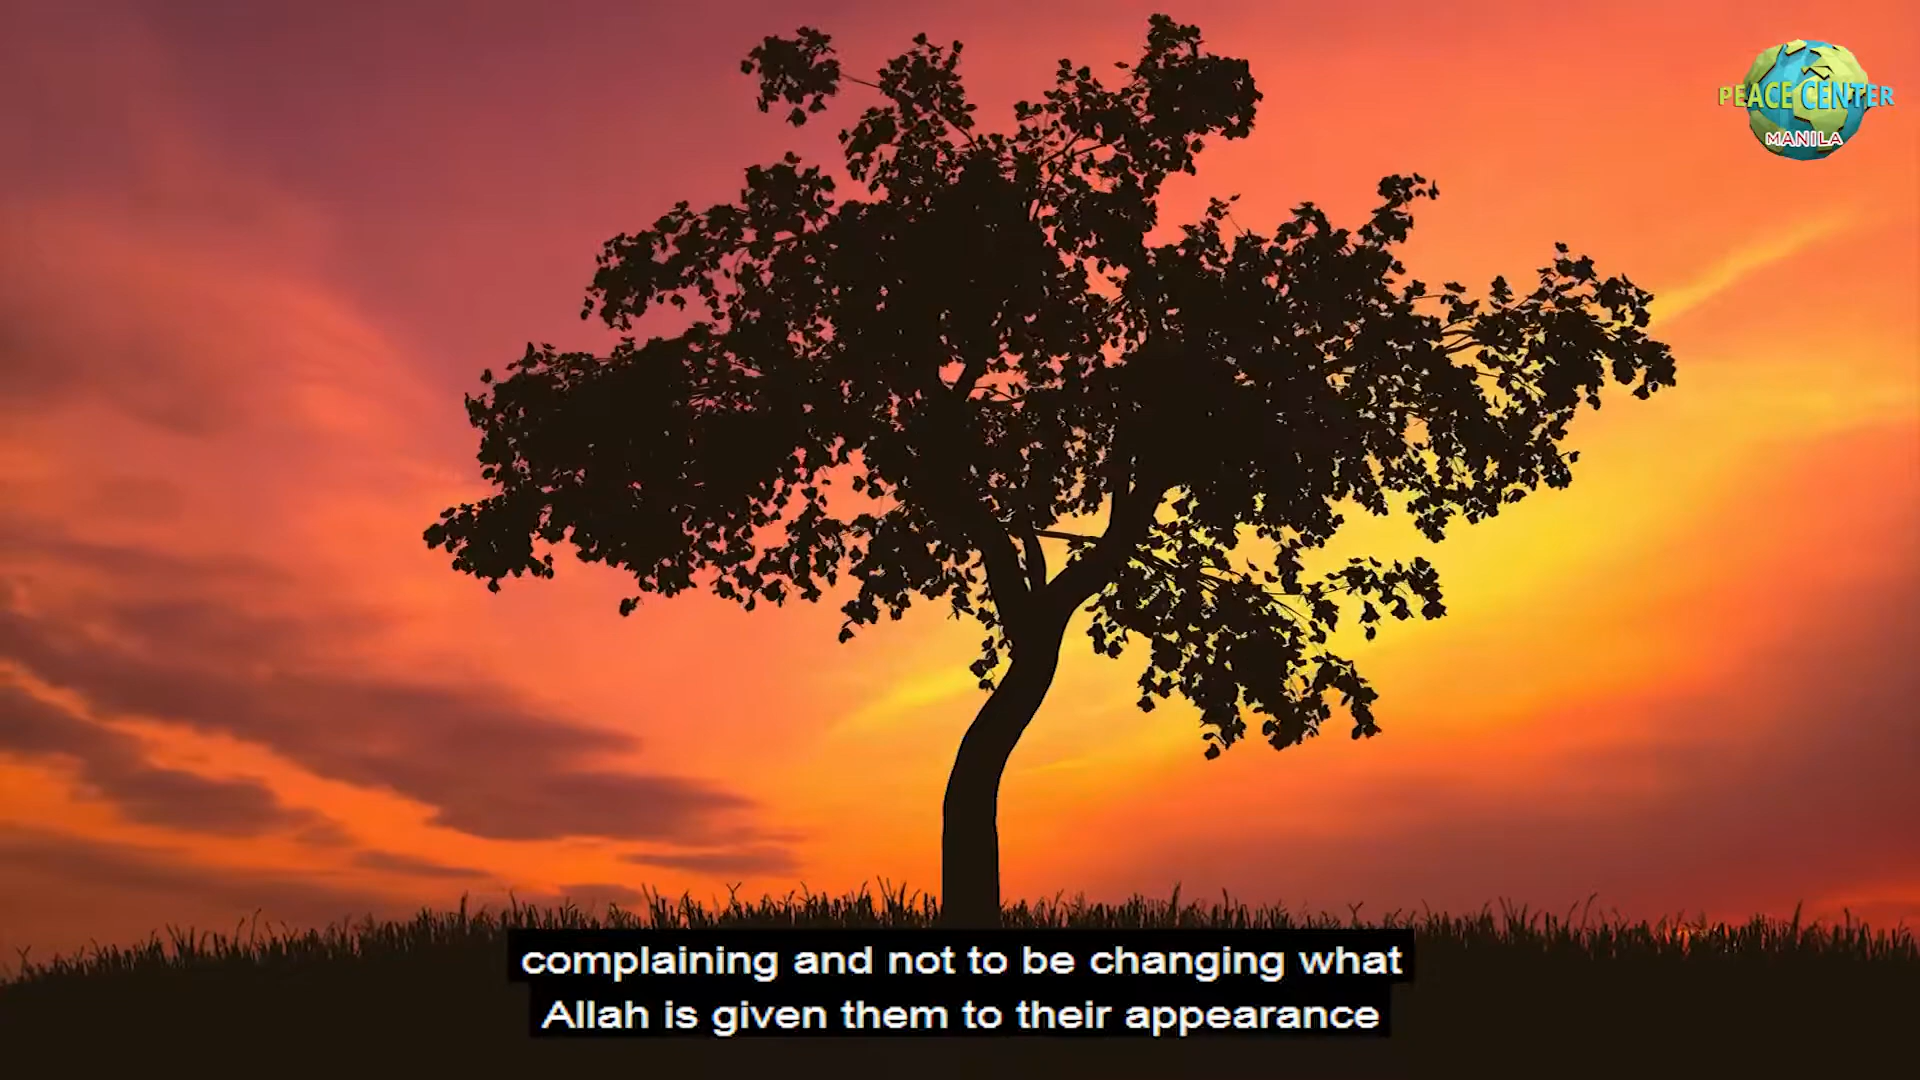 PEACE CENTER
MANILA
complaining and not to be changing what
Allah is given them to their appearance